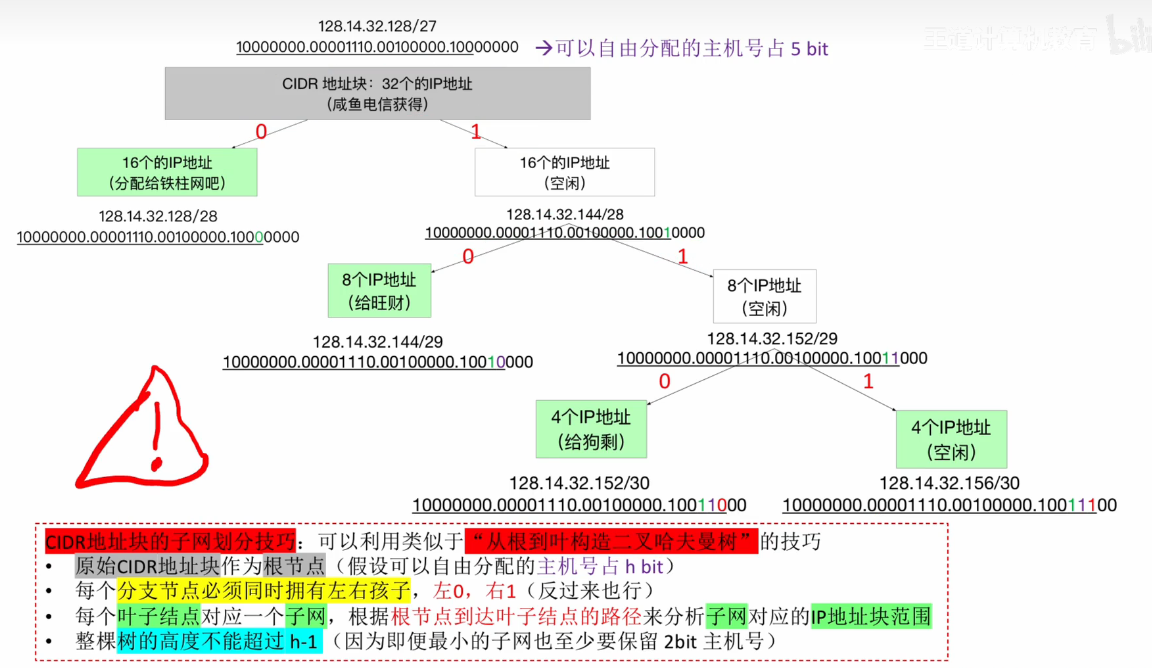 128.14.32.128/27
10000000.00001110.00100000.10000000
→可以自由分配的主机号占 5 bit
CIDR 地址块：32个的IP地址
（咸鱼电信获得）
0
1
16个的IP地址
（分配给铁柱网吧）
16个的IP地址
（空闲）
128.14.32.128/28
10000000.00001110.00100000.10000000
128.14.32.144/28
10000000.00001110.00100000.10010000
0
1
8个IP地址
（给旺财）
8个IP地址
（空闲）
128.14.32.144/29
10000000.00001110.00100000.10010000
128.14.32.152/29
10000000.00001110.00100000.10011000
0
1
4个IP地址
（给狗剩）
4个IP地址
（空闲）
128.14.32.152/30
10000000.00001110.00100000.10011000
128.14.32.156/30
10000000.00001110.00100000.10011100
!
CIDR地址块的子网划分技巧：可以利用类似于“从根到叶构造二叉哈夫曼树”的技巧
• 原始CIDR地址块作为根节点（假设可以自由分配的主机号占 h bit）
• 每个分支节点必须同时拥有左右孩子，左0，右1（反过来也行）
• 每个叶子结点对应一个子网，根据根节点到达叶子结点的路径来分析子网对应的IP地址块范围
• 整棵树的高度不能超过 h-1（因为即便最小的子网也至少要保留 2bit 主机号）